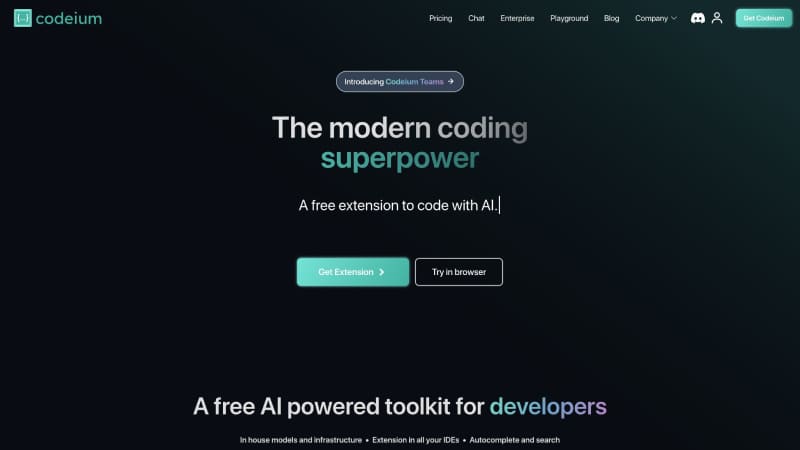 {...} codeium
Pricing Chat Enterprise Playground Blog Company Get Codeium
Introducing Codeium Teams →
The modern coding
superpower
A free extension to code with AI.
Get Extension Try in browser
A free AI powered toolkit for developers
In house models and infrastructure • Extension in all your IDEs • Autocomplete and search